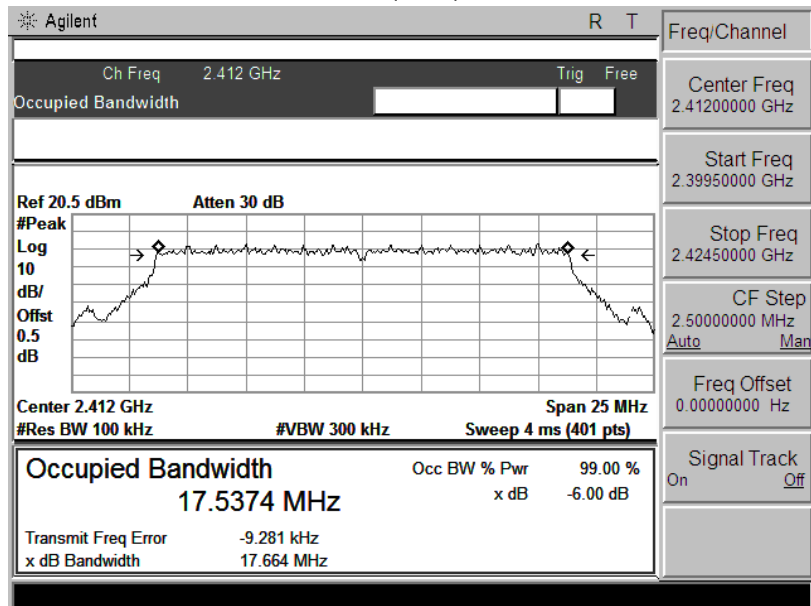 Agilent R T
Ch Freq 2.412 GHz Trig Free
Occupied Bandwidth
Ref 20.5 dBm Atten 30 dB
#Peak
Log
10
dB/
Offst
0.5
dB
Center 2.412 GHz Span 25 MHz
#Res BW 100 kHz #VBW 300 kHz Sweep 4 ms (401 pts)
Occupied Bandwidth Occ BW % Pwr 99.00 %
17.5374 MHz x dB -6.00 dB
Transmit Freq Error -9.281 kHz
x dB Bandwidth 17.664 MHz
Freq/Channel
Center Freq
2.41200000 GHz
Start Freq
2.39950000 GHz
Stop Freq
2.42450000 GHz
CF Step
2.50000000 MHz
Auto Man
Freq Offset
0.00000000 Hz
Signal Track
On Off